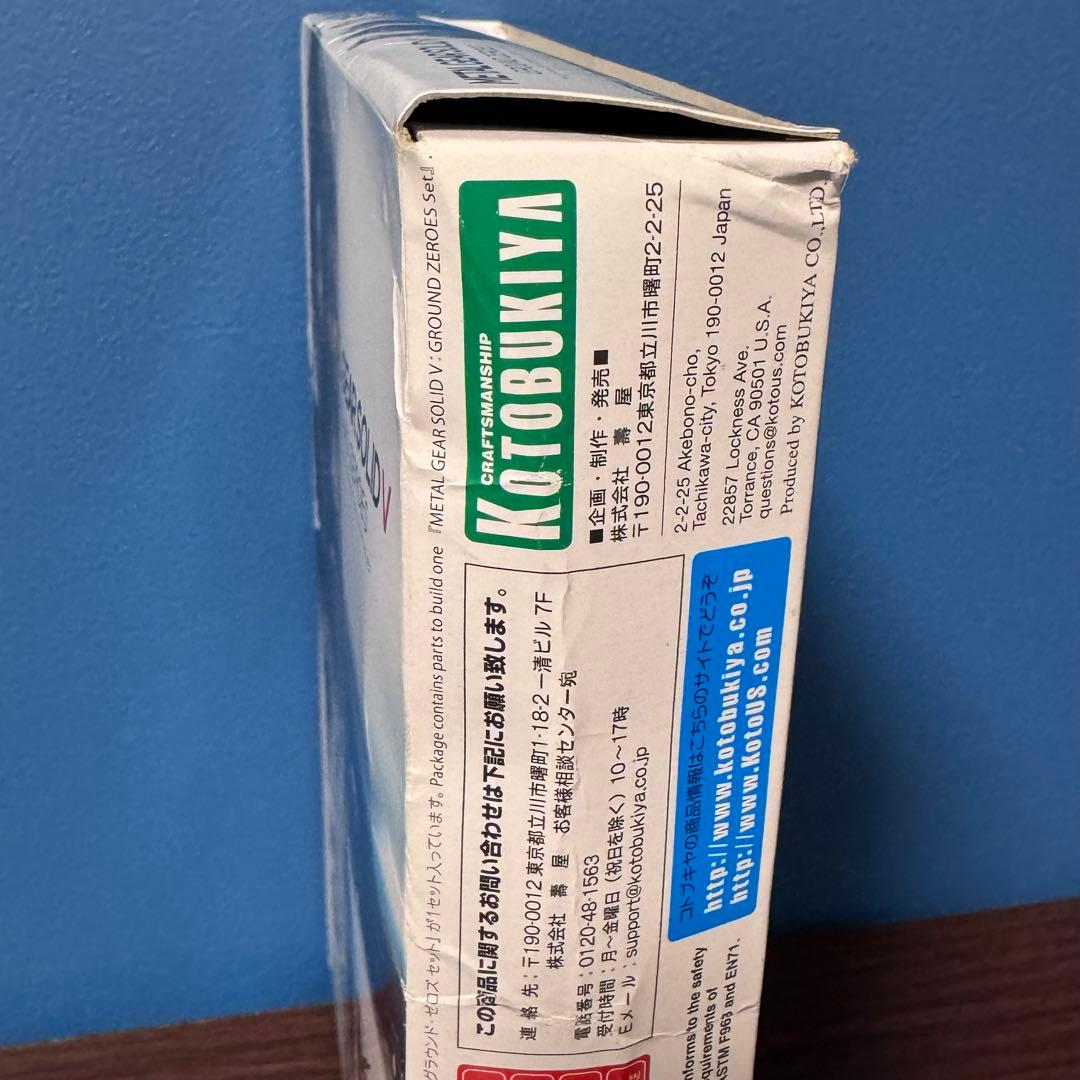 METAL GEAR SOLID V
GEAR SOLID V
グラウンド・ゼロズ セット」が1セット入っています。Package contains parts to build one 『METAL GEAR SOLID V : GROUND ZEROES Set』.
CRAFTSMANSHIP
KOTOBUKIYA
■企画・制作・発売■
株式会社 壽 屋
〒190-0012東京都立川市曙町2-2-25
2-2-25 Akebono-cho,
Tachikawa-city, Tokyo 190-0012 Japan
22857 Lockness Ave.
Torrance, CA 90501 U.S.A.
questions@kotous.com
Produced by KOTOBUKIYA CO.,LTD.
この商品に関するお問い合わせは下記にお願い致します。
連 絡 先 : 〒190-0012 東京都立川市曙町1-18-2 一清ビル 7F
株式会社 壽 屋 お客様相談センター宛
電話番号 : 0120-48-1563
受付時間 : 月～金曜日 (祝日を除く) 10～17時
Eメール : support@kotobukiya.co.jp
コトブキヤの商品情報はこちらのサイトでどうぞ
http://www.kotobukiya.co.jp
http://www.KotoUS.com
nforms to the safety
quirements of
ASTM F963 and EN71.